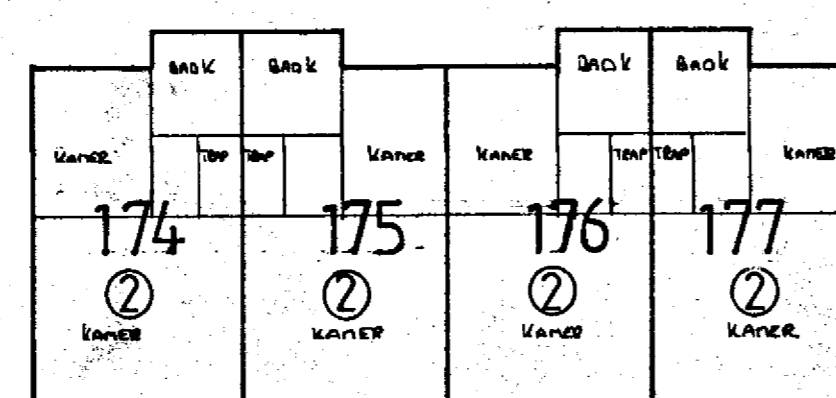 BADK BADK BADK BADK
KAMER TRAP TRAP KAMER KAMER TRAP TRAP KAMER
174 175 176 177
2 2 2 2
KAMER KAMER KAMER KAMER